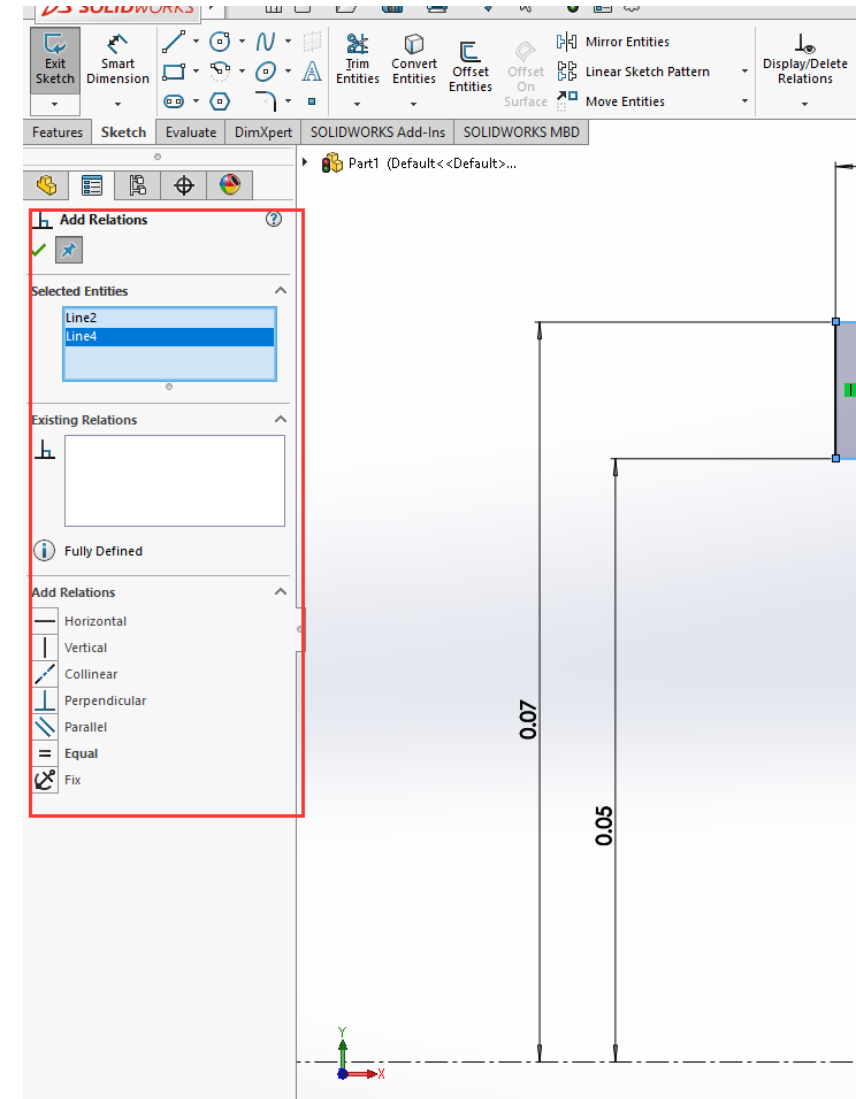 SOLIDWORKS
Exit Sketch
Smart Dimension
Trim Entities
Convert Entities
Offset Entities
Offset On Surface
Mirror Entities
Linear Sketch Pattern
Move Entities
Display/Delete Relations
Features Sketch Evaluate DimXpert SOLIDWORKS Add-Ins SOLIDWORKS MBD
Part1 (Default<<Default>...
Add Relations
Selected Entities
Line2
Line4
Existing Relations
Fully Defined
Add Relations
Horizontal
Vertical
Collinear
Perpendicular
Parallel
Equal
Fix
0.07
0.05
Y
X